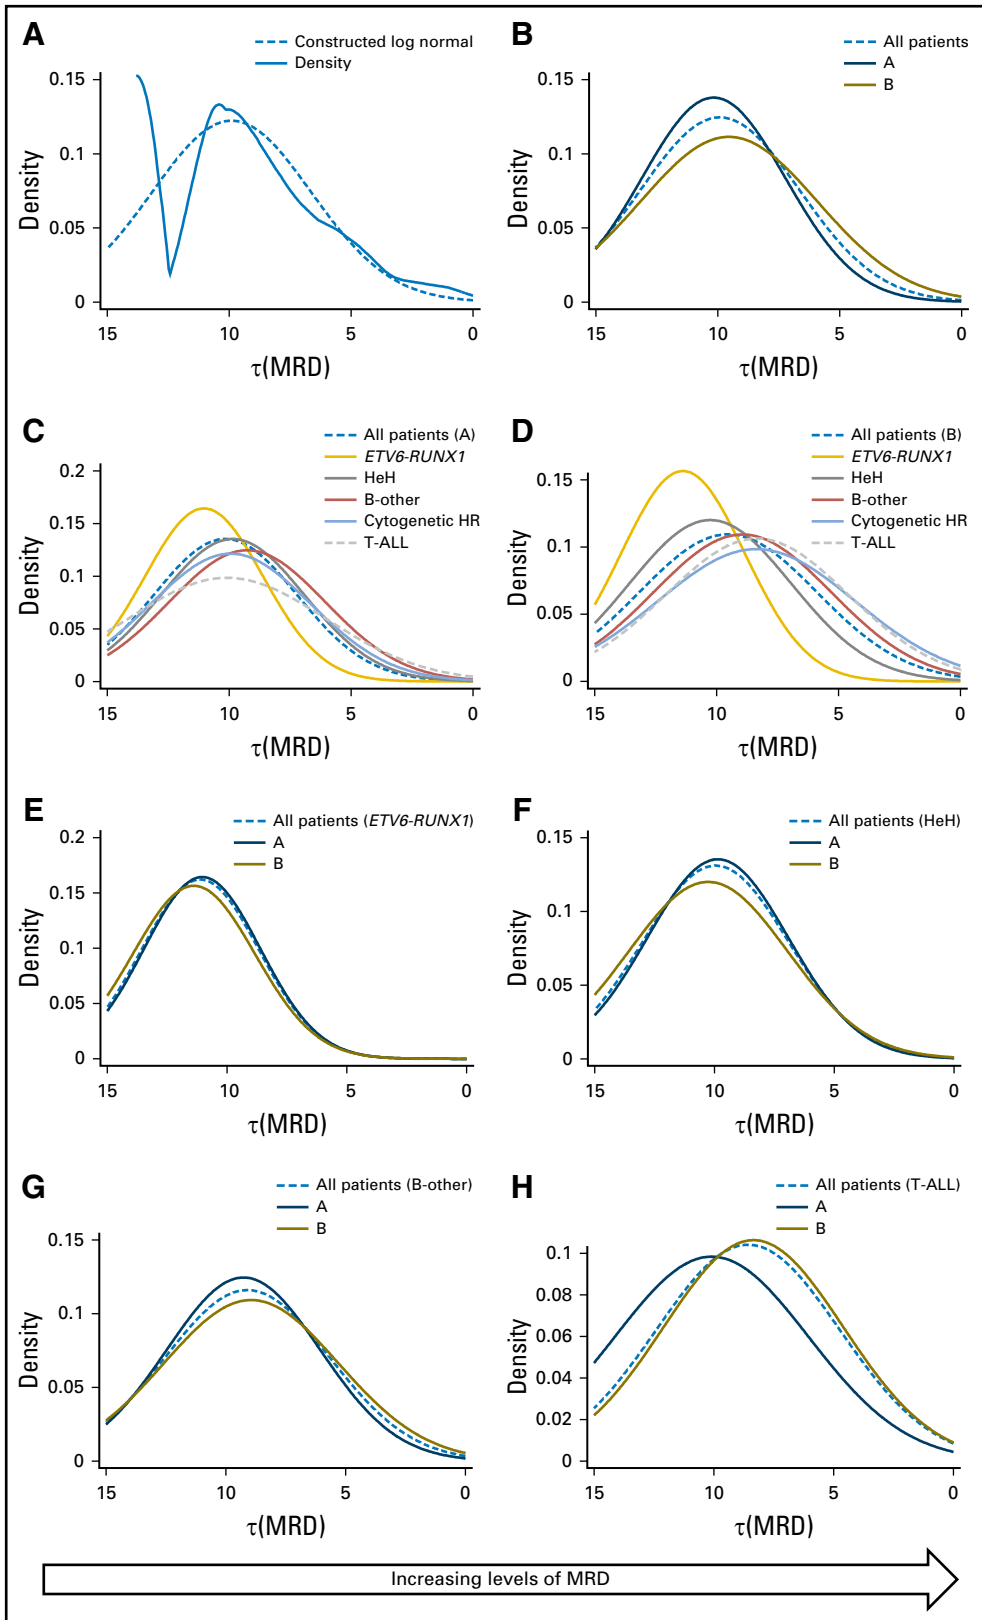 A
Constructed log normal
Density
0.15
0.1
0.05
0
Density
15
10
5
0
τ(MRD)
B
All patients
A
B
0.15
0.1
0.05
0
Density
15
10
5
0
τ(MRD)
C
All patients (A)
ETV6-RUNX1
HeH
B-other
Cytogenetic HR
T-ALL
0.2
0.15
0.1
0.05
0
Density
15
10
5
0
τ(MRD)
D
All patients (B)
ETV6-RUNX1
HeH
B-other
Cytogenetic HR
T-ALL
0.15
0.1
0.05
0
Density
15
10
5
0
τ(MRD)
E
All patients (ETV6-RUNX1)
A
B
0.2
0.15
0.1
0.05
0
Density
15
10
5
0
τ(MRD)
F
All patients (HeH)
A
B
0.15
0.1
0.05
0
Density
15
10
5
0
τ(MRD)
G
All patients (B-other)
A
B
0.15
0.1
0.05
0
Density
15
10
5
0
τ(MRD)
H
All patients (T-ALL)
A
B
0.1
0.08
0.06
0.04
0.02
0
Density
15
10
5
0
τ(MRD)
Increasing levels of MRD